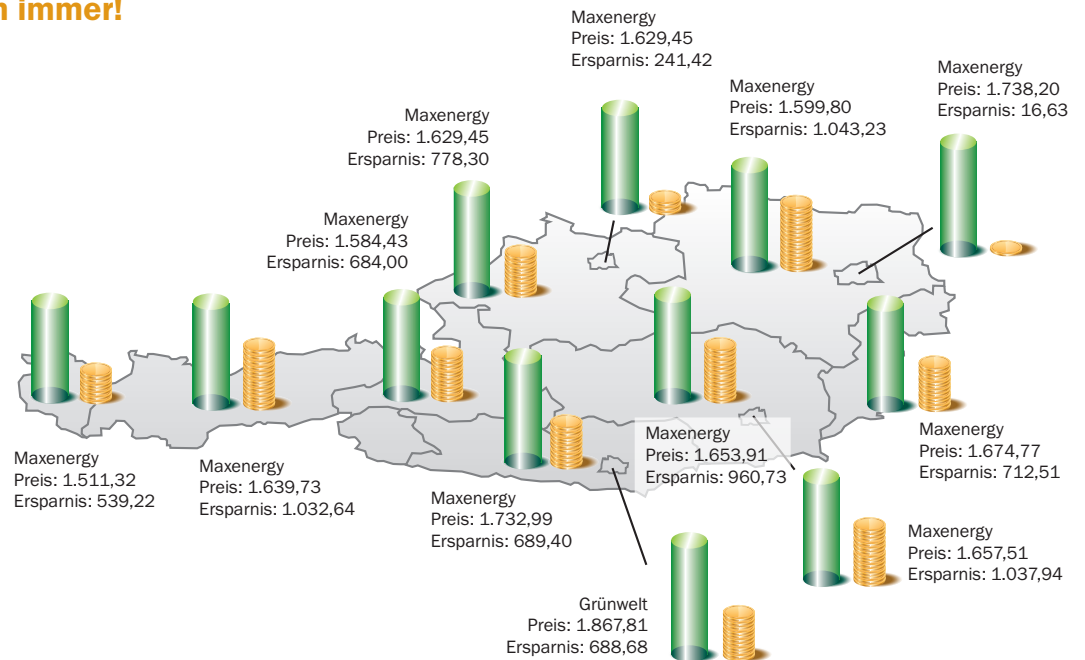 immer!
Maxenergy
Preis: 1.629,45
Ersparnis: 241,42
Maxenergy
Preis: 1.738,20
Ersparnis: 16,63
Maxenergy
Preis: 1.599,80
Ersparnis: 1.043,23
Maxenergy
Preis: 1.629,45
Ersparnis: 778,30
Maxenergy
Preis: 1.584,43
Ersparnis: 684,00
Maxenergy
Preis: 1.511,32
Ersparnis: 539,22
Maxenergy
Preis: 1.639,73
Ersparnis: 1.032,64
Maxenergy
Preis: 1.732,99
Ersparnis: 689,40
Maxenergy
Preis: 1.653,91
Ersparnis: 960,73
Maxenergy
Preis: 1.674,77
Ersparnis: 712,51
Maxenergy
Preis: 1.657,51
Ersparnis: 1.037,94
Grünwelt
Preis: 1.867,81
Ersparnis: 688,68